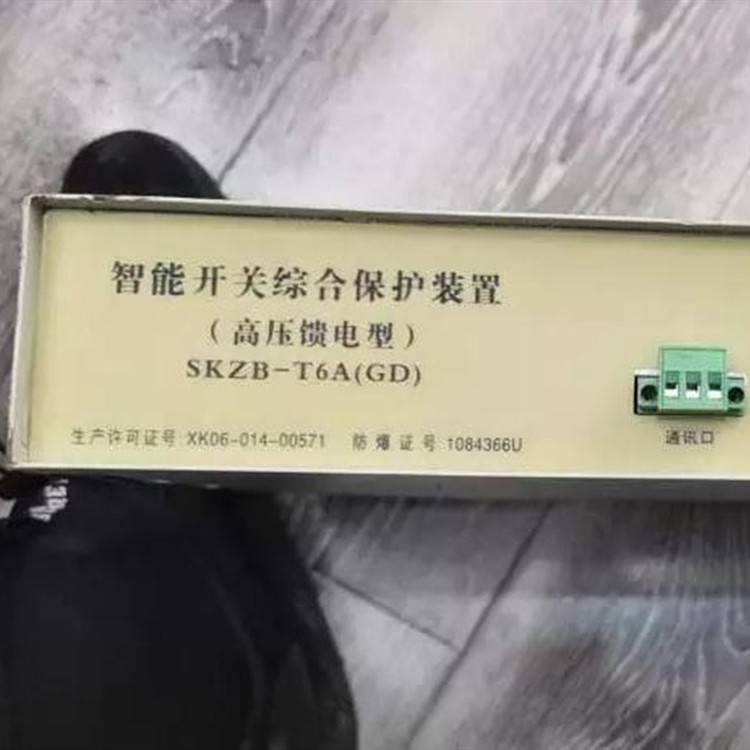 智能开关综合保护装置
（高压馈电型）
SKZB-T6A(GD)
生产许可证号:XK06-014-00571 防爆证号 1084366U
通讯口